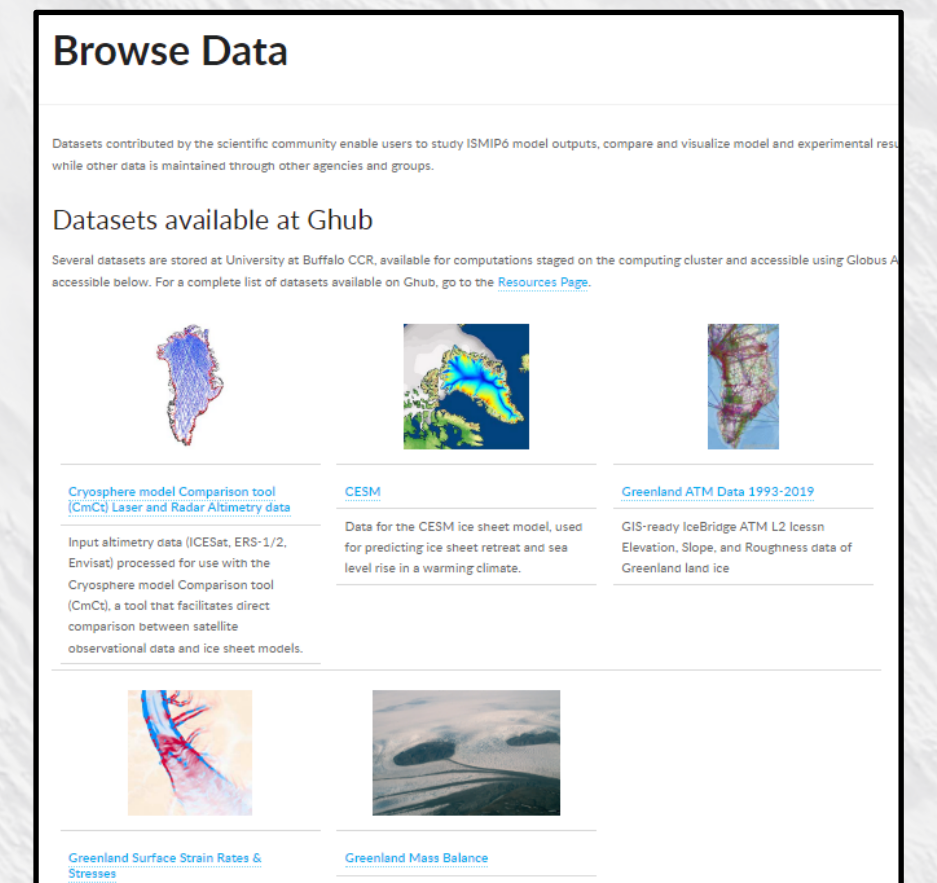 Browse Data
Datasets contributed by the scientific community enable users to study ISMIP6 model outputs, compare and visualize model and experimental
while other data is maintained through other agencies and groups.
Datasets available at Ghub
Several datasets are stored at University at Buffalo CCR, available for computations staged on the computing cluster and accessible using Globus
accessible below. For a complete list of datasets available on Ghub, go to the Resources Page.
Cryosphere model Comparison tool
(CmCt) Laser and Radar Altimetry data
Input altimetry data (ICESat, ERS-1/2,
Envisat) processed for use with the
Cryosphere model Comparison tool
(CmCt), a tool that facilitates direct
comparison between satellite
observational data and ice sheet models.
CESM
Data for the CESM ice sheet model, used
for predicting ice sheet retreat and sea
level rise in a warming climate.
Greenland ATM Data 1993-2019
GIS-ready IceBridge ATM L2 Icessn
Elevation, Slope, and Roughness data of
Greenland land ice
Greenland Surface Strain Rates &
Stresses
Greenland Mass Balance